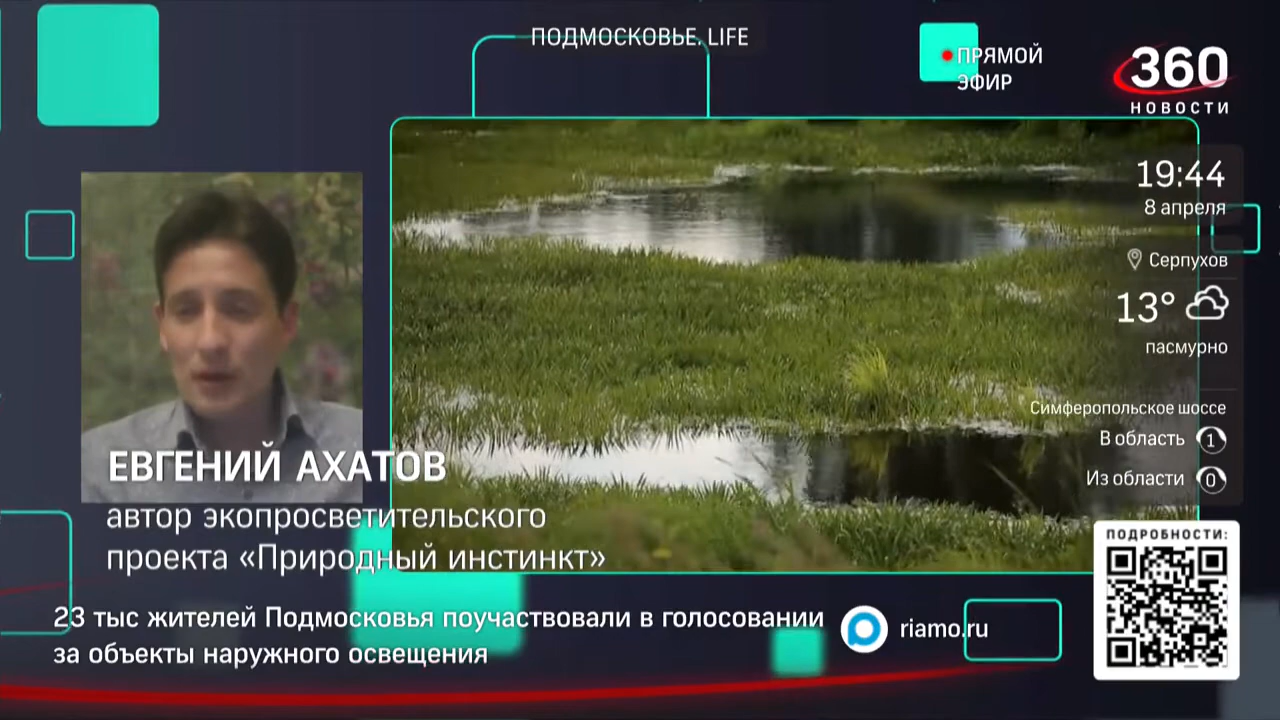 ПОДМОСКОВЬЕ. LIFE
ПРЯМОЙ
ЭФИР
360
НОВОСТИ
19:44
8 апреля
Серпухов
13°
пасмурно
Симферопольское шоссе
В область 1
Из области 0
ЕВГЕНИЙ АХАТОВ
автор экопросветительского
проекта «Природный инстинкт»
ПОДРОБНОСТИ:
23 тыс жителей Подмосковья поучаствовали в голосовании
за объекты наружного освещения
riamo.ru